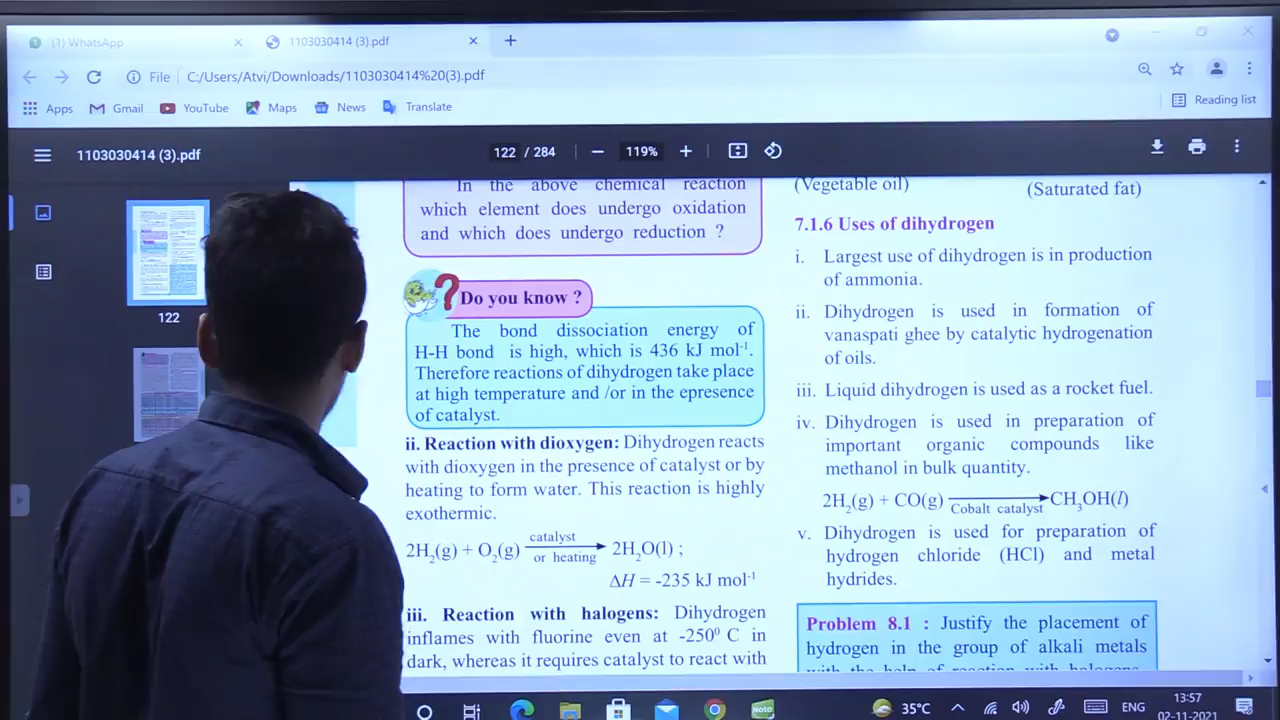 (1) WhatsApp
1103030414 (3).pdf
File
C:/Users/Atvi/Downloads/1103030414%20(3).pdf
Apps
Gmail
YouTube
Maps
News
Translate
Reading list
1103030414 (3).pdf
122 / 284
119%
122
In the above chemical reaction
which element does undergo oxidation
and which does undergo reduction ?
Do you know ?
The bond dissociation energy of
H-H bond is high, which is 436 kJ mol⁻¹.
Therefore reactions of dihydrogen take place
at high temperature and /or in the epresence
of catalyst.
ii. Reaction with dioxygen: Dihydrogen reacts
with dioxygen in the presence of catalyst or by
heating to form water. This reaction is highly
exothermic.
2H₂(g) + O₂(g) catalyst or heating → 2H₂O(l) ;
ΔH = -235 kJ mol⁻¹
iii. Reaction with halogens: Dihydrogen
inflames with fluorine even at -250⁰ C in
dark, whereas it requires catalyst to react with
(Vegetable oil) (Saturated fat)
7.1.6 Uses of dihydrogen
i. Largest use of dihydrogen is in production
of ammonia.
ii. Dihydrogen is used in formation of
vanaspati ghee by catalytic hydrogenation
of oils.
iii. Liquid dihydrogen is used as a rocket fuel.
iv. Dihydrogen is used in preparation of
important organic compounds like
methanol in bulk quantity.
2H₂(g) + CO(g) → Cobalt catalyst CH₃OH(l)
v. Dihydrogen is used for preparation of
hydrogen chloride (HCl) and metal
hydrides.
Problem 8.1 : Justify the placement of
hydrogen in the group of alkali metals
with the help of reaction with halogens.
Note
35°C
ENG
13:57
02-11-2021